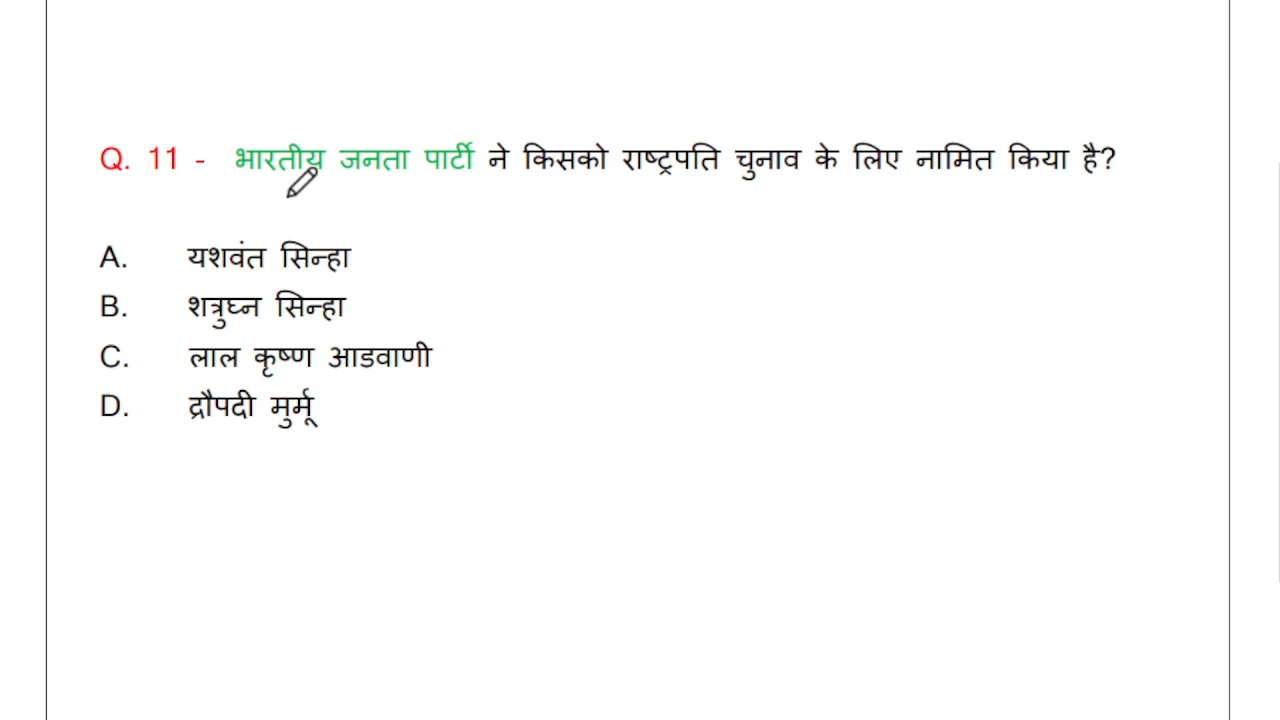 Q. 11 - भारतीय जनता पार्टी ने किसको राष्ट्रपति चुनाव के लिए नामित किया है?
A. यशवंत सिन्हा
B. शत्रुघ्न सिन्हा
C. लाल कृष्ण आडवाणी
D. द्रौपदी मुर्मू